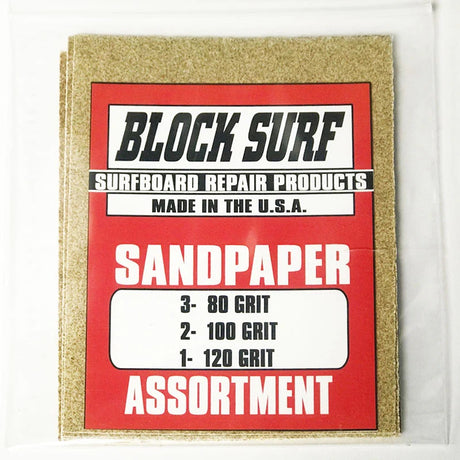 BLOCK SURF
SURFBOARD REPAIR PRODUCTS
MADE IN THE U.S.A.
SANDPAPER
3- 80 GRIT
2- 100 GRIT
1- 120 GRIT
ASSORTMENT